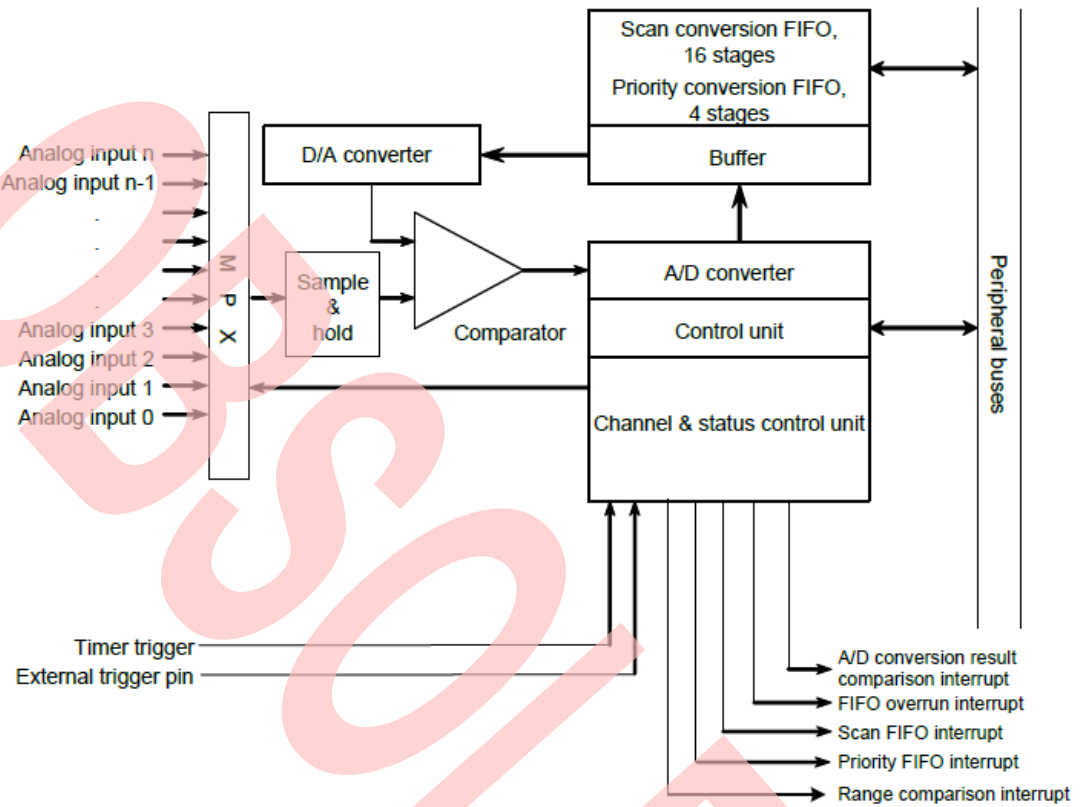 Scan conversion FIFO,
16 stages
Priority conversion FIFO,
4 stages
Buffer
D/A converter
Analog input n
Analog input n-1
.
.
.
.
Analog input 3
Analog input 2
Analog input 1
Analog input 0
M P X
Sample
&
hold
Comparator
A/D converter
Control unit
Channel & status control unit
Peripheral buses
Timer trigger
External trigger pin
A/D conversion result
comparison interrupt
FIFO overrun interrupt
Scan FIFO interrupt
Priority FIFO interrupt
Range comparison interrupt